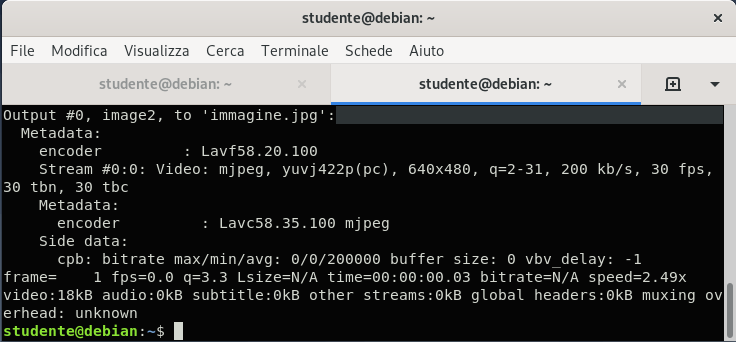 studente@debian: ~
File Modifica Visualizza Cerca Terminale Schede Aiuto
studente@debian: ~ studente@debian: ~
Output #0, image2, to 'immagine.jpg':
  Metadata:
    encoder         : Lavf58.20.100
    Stream #0:0: Video: mjpeg, yuvj422p(pc), 640x480, q=2-31, 200 kb/s, 30 fps,
30 tbn, 30 tbc
    Metadata:
      encoder         : Lavc58.35.100 mjpeg
    Side data:
      cpb: bitrate max/min/avg: 0/0/200000 buffer size: 0 vbv_delay: -1
frame=    1 fps=0.0 q=3.3 Lsize=N/A time=00:00:00.03 bitrate=N/A speed=2.49x
video:18kB audio:0kB subtitle:0kB other streams:0kB global headers:0kB muxing ov
erhead: unknown
studente@debian:~$